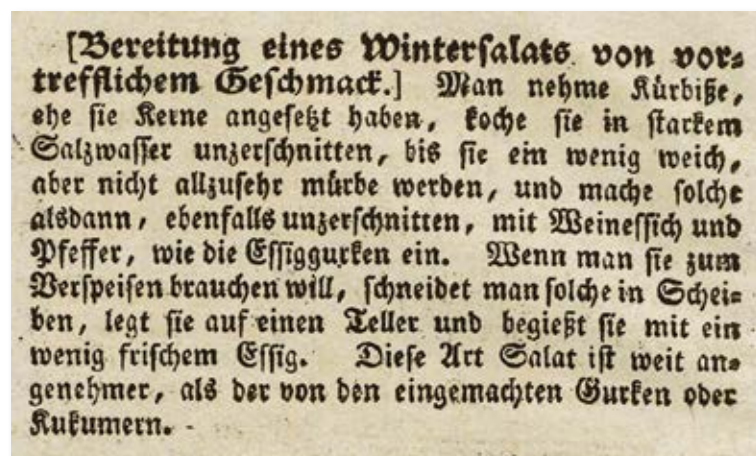 [Bereitung eines Winterſalats von vor⸗
trefflichem Geſchmack.] Man nehme Kürbiße,
ehe ſie Kerne angeſetzt haben, koche ſie in ſtarkem
Salzwaſſer unzerſchnitten, bis ſie ein wenig weich,
aber nicht allzuſehr mürbe werden, und mache ſolche
alsdann, ebenfalls unzerſchnitten, mit Weineſſich und
Pfeffer, wie die Eſſiggurken ein. Wenn man ſie zum
Verſpeiſen brauchen will, ſchneidet man ſolche in Schei⸗
ben, legt ſie auf einen Teller und begießt ſie mit ein
wenig friſchem Eſſig. Dieſe Art Salat iſt weit an⸗
genehmer, als der von den eingemachten Gurken oder
Kukumern.